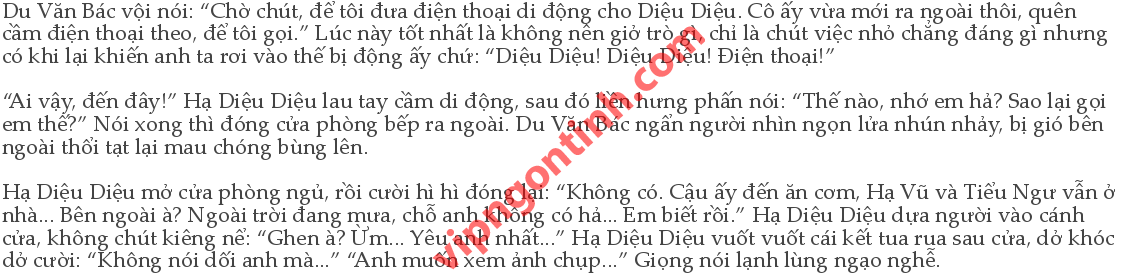 Du Văn Bác vội nói: “Chờ chút, để tôi đưa điện thoại di động cho Diệu Diệu. Cô ấy vừa mới ra ngoài thôi, quên
cầm điện thoại theo, để tôi gọi.” Lúc này tốt nhất là không nên giở trò gì, chỉ là chút việc nhỏ chẳng đáng gì nhưng
có khi lại khiến anh ta rơi vào thế bị động ấy chứ: “Diệu Diệu! Diệu Diệu! Điện thoại!”
“Ai vậy, đến đây!” Hạ Diệu Diệu lau tay cầm di động, sau đó liền hưng phấn nói: “Thế nào, nhớ em hả? Sao lại gọi
em thế?” Nói xong thì đóng cửa phòng bếp ra ngoài. Du Văn Bác ngẩn người nhìn ngọn lửa nhún nhảy, bị gió bên
ngoài thổi tạt lại mau chóng bùng lên.
Hạ Diệu Diệu mở cửa phòng ngủ, rồi cười hì hì đóng lại: “Không có. Cậu ấy đến ăn cơm, Hạ Vũ và Tiểu Ngư vẫn ở
nhà... Bên ngoài à? Ngoài trời đang mưa, chỗ anh không có hả... Em biết rồi.” Hạ Diệu Diệu dựa người vào cánh
cửa, không chút kiêng nể: “Ghen à? Ừm... Yêu anh nhất...” Hạ Diệu Diệu vuốt vuốt cái kết tua rua sau cửa, dở khóc
dở cười: “Không nói dối anh mà...” “Anh muốn xem ảnh chụp...” Giọng nói lạnh lùng ngạo nghễ.
vipngontinh.com